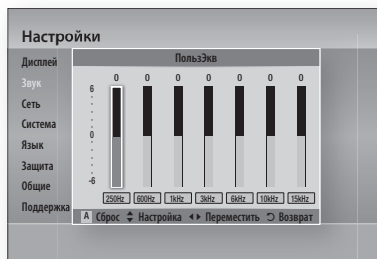 Настройки
ПользЭкв
Дисплей
Звук
Сеть
Система
Язык
Защита
Общие
Поддержка
0 0 0 0 0 0 0
6
0
-6
250Hz 600Hz 1kHz 3kHz 6kHz 10kHz 15kHz
A Сброс Настройка Переместить Возврат